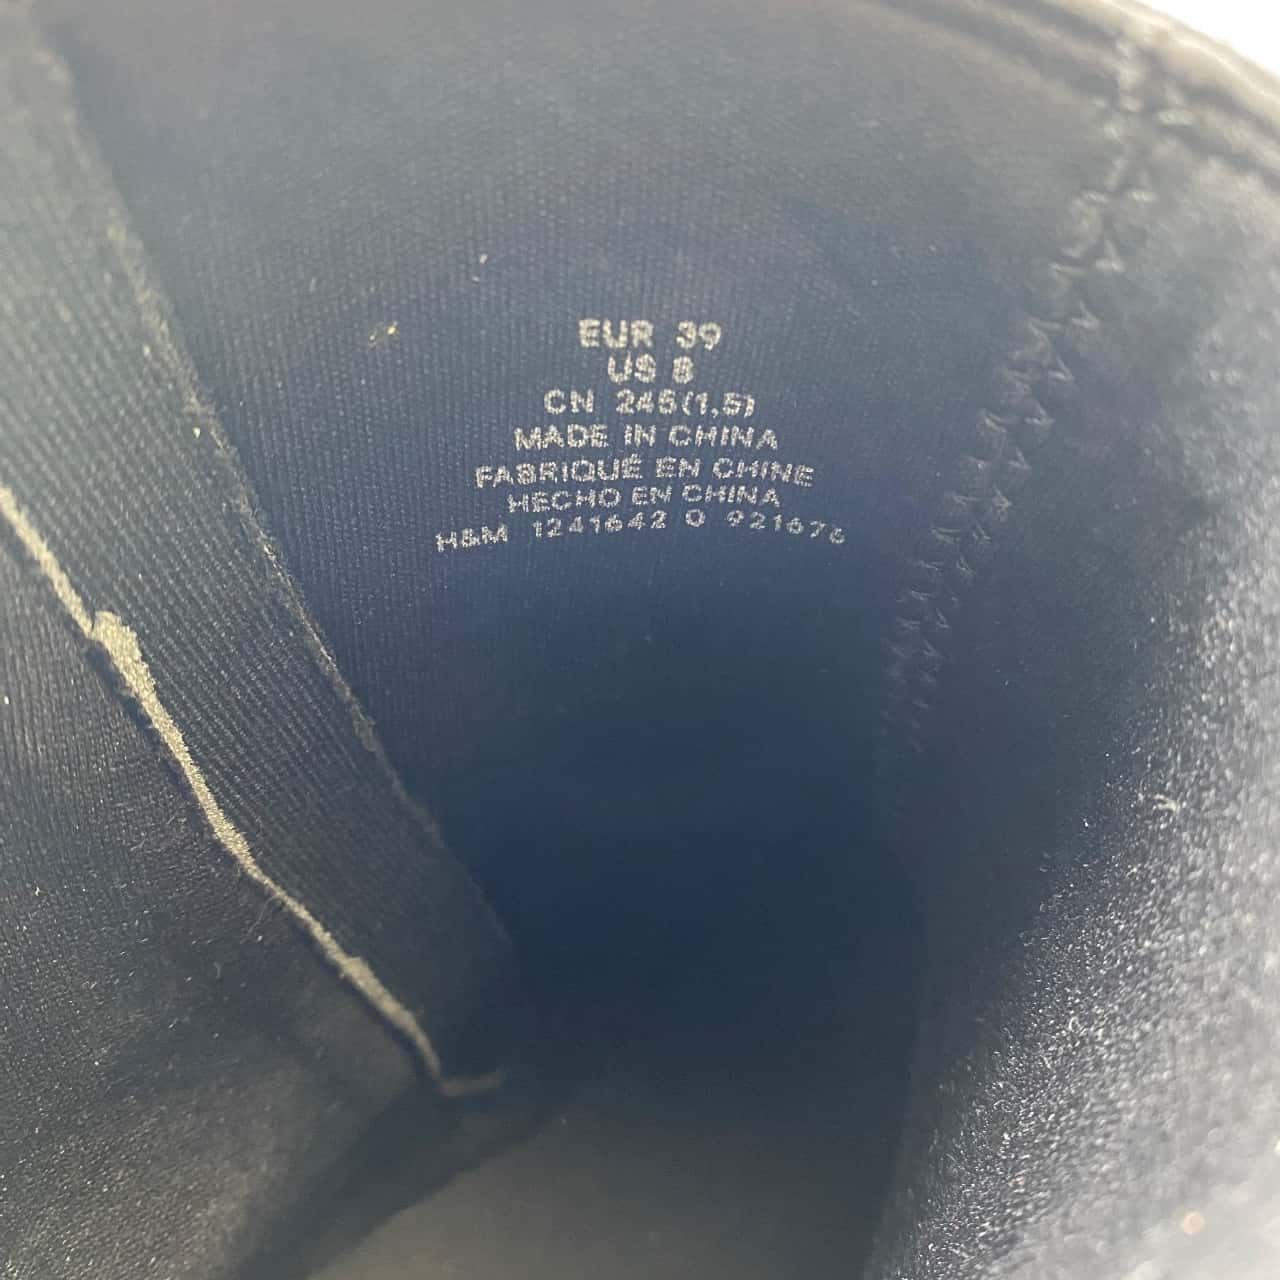 EUR 39
US 8
CN 245(1,5)
MADE IN CHINA
FABRIQUÉ EN CHINE
HECHO EN CHINA
H&M 1241642 0 921676